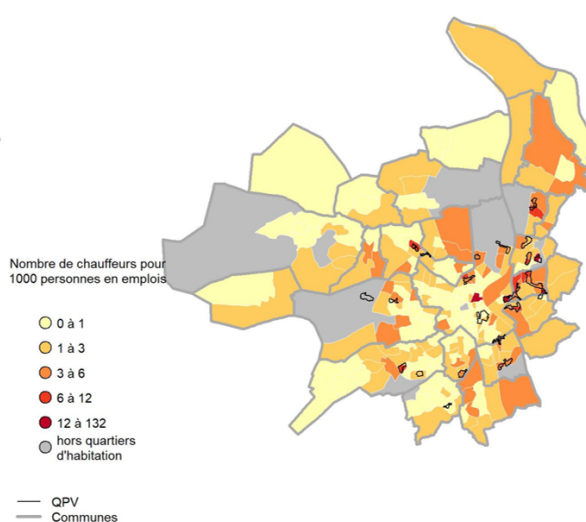 Nombre de chauffeurs pour
1000 personnes en emplois
0 à 1
1 à 3
3 à 6
6 à 12
12 à 132
hors quartiers
d'habitation
QPV
Communes